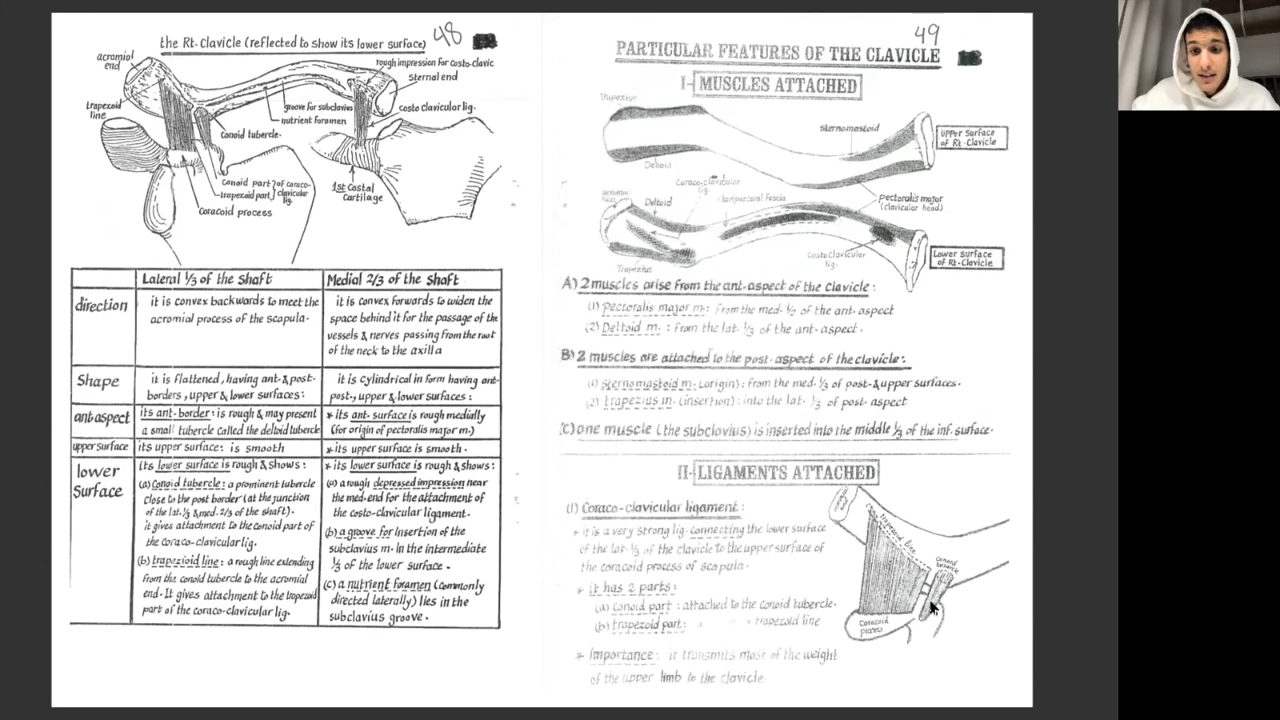 48
the Rt. Clavicle (reflected to show its lower surface)
acromial end
rough impression for costo-clavic
sternal end
trapezoid line
groove for subclavius
nutrient foramen
Costo Clavicular lig.
Conoid tubercle.
Conoid part
trapezoid part
of coraco-clavicular lig.
1st Costal Cartilage
Coracoid process
Lateral 1/3 of the shaft
Medial 2/3 of the shaft
direction
it is convex backwards to meet the
acromial process of the scapula.
it is convex forwards to widen the
space behind it for the passage of the
vessels & nerves passing from the root
of the neck to the axilla
Shape
it is flattened, having ant. & post.
borders, upper & lower surfaces:
it is cylindrical in form having ant.
post., upper & lower surfaces:
ant aspect
its ant. border: is rough & may present
a small tubercle called the deltoid tubercle
* its ant. surface is rough medially
(for origin of pectoralis major m.)
upper surface
its upper surface: is smooth
* its upper surface is smooth.
lower surface
its lower surface is rough & shows:
(a) Conoid tubercle: a prominent tubercle
close to the post border (at the junction
of the lat. 1/3 & med. 2/3 of the shaft).
it gives attachment to the conoid part of
the coraco-clavicular lig.
(b) trapezioid line: a rough line extending
from the conoid tubercle to the acromial
end. It gives attachment to the trapezoid
part of the coraco-clavicular lig.
* its lower surface is rough & shows:
(a) a rough depressed impression near
the med. end for the attachment of
the costo-clavicular ligament.
(b) a groove for insertion of the
subclavius m. in the intermediate
1/3 of the lower surface.
(c) a nutrient foramen (commonly
directed laterally) lies in the
subclavius groove.
49
PARTICULAR FEATURES OF THE CLAVICLE
I- MUSCLES ATTACHED
Trapezius
Sternomastoid
Upper Surface of Rt. Clavicle
Deltoid
Coraco-clavicular lig.
Deltoid
Clavipectoral Fascia
Pectoralis major (clavicular head)
Trapezius
Costo clavicular lig.
Lower surface of Rt. Clavicle
A) 2 muscles arise from the ant. aspect of the clavicle:
(1) Pectoralis major m.: From the med. 1/2 of the ant. aspect
(2) Deltoid m.: From the lat. 1/3 of the ant. aspect.
B) 2 muscles are attached to the post. aspect of the clavicle:
(1) Sternomastoid m. (origin): From the med. 1/3 of post. & upper surfaces.
(2) trapezius m. (insertion): into the lat. 1/3 of post. aspect
(C) one muscle (the subclavius) is inserted into the middle 1/3 of the inf. surface.
II- LIGAMENTS ATTACHED
(1) Coraco-clavicular ligament:
* it is a very strong lig. connecting the lower surface
of the lat. 1/3 of the clavicle to the upper surface of
the coracoid process of scapula.
* it has 2 parts:
(a) Conoid part: attached to the Conoid tubercle.
(b) trapezoid part: " " " trapezoid line
* Importance: it transmits most of the weight
of the upper limb to the clavicle
Trapezoid line
Conoid tubercle
Coracoid process